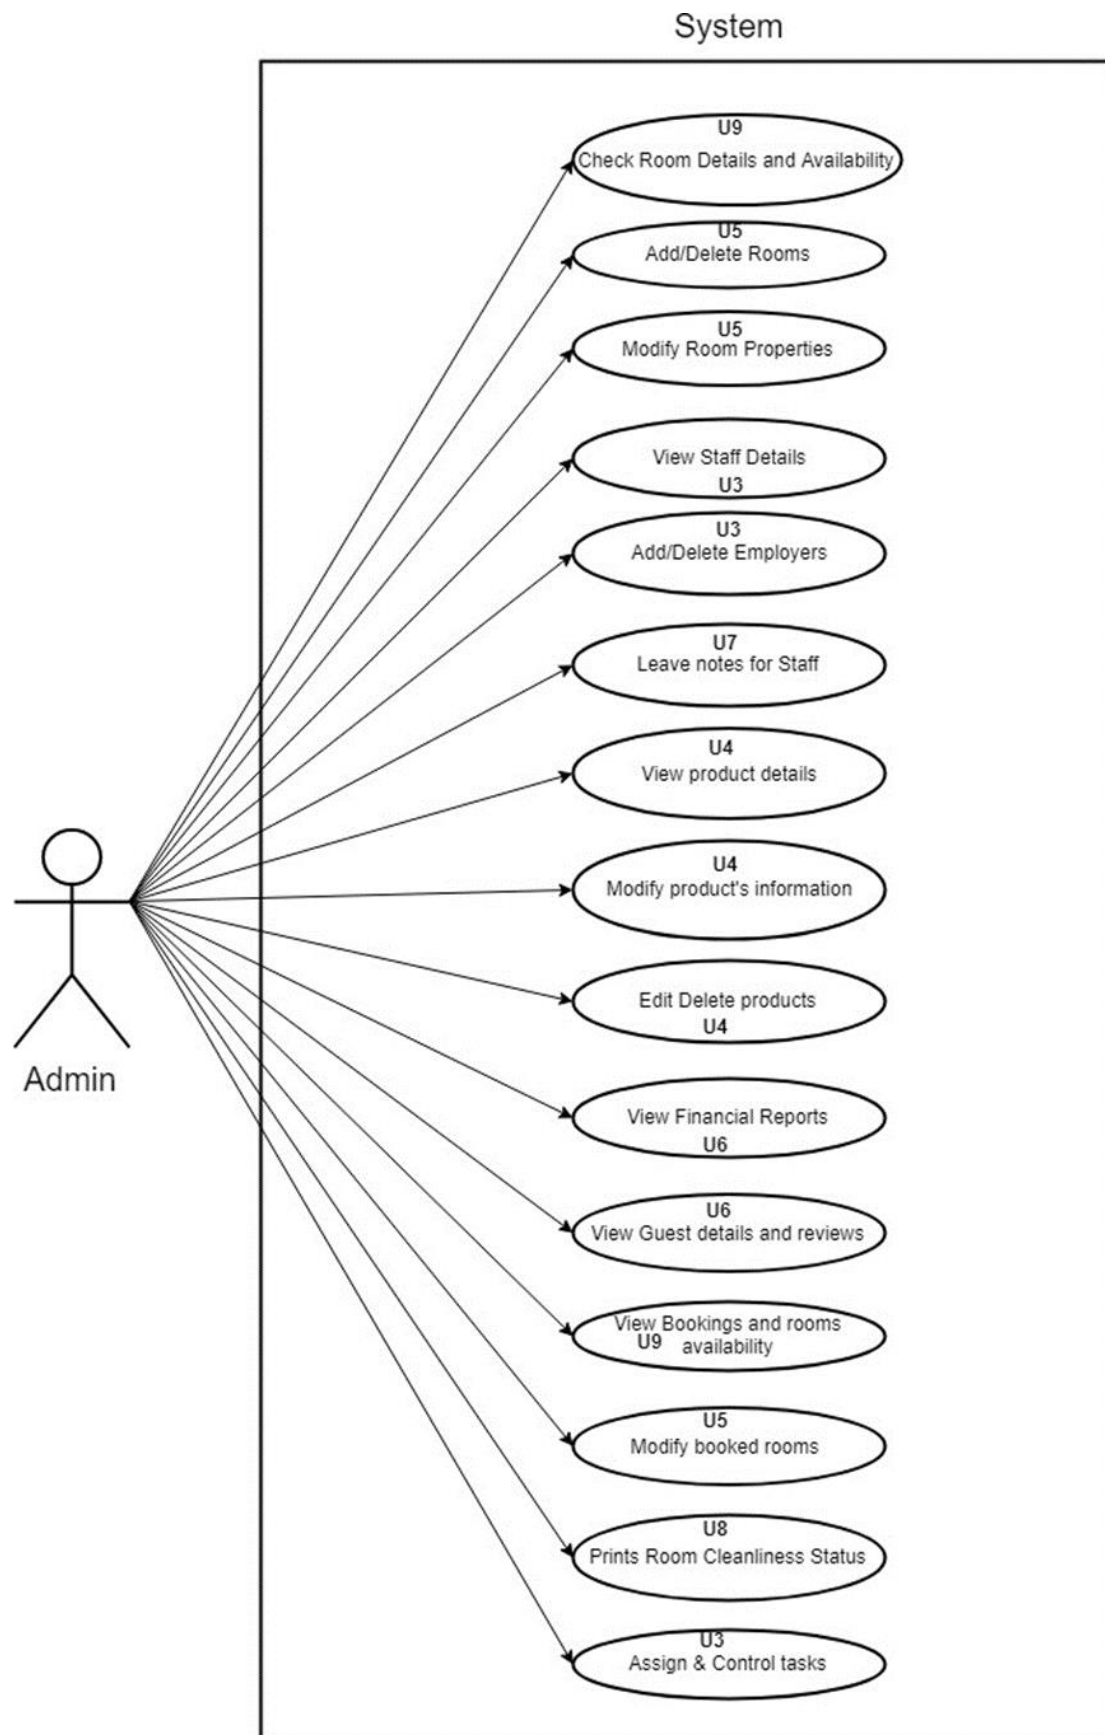 System
U9
Check Room Details and Availability
U5
Add/Delete Rooms
U5
Modify Room Properties
View Staff Details
U3
U3
Add/Delete Employers
U7
Leave notes for Staff
U4
View product details
U4
Modify product's information
Edit Delete products
U4
Admin
View Financial Reports
U6
U6
View Guest details and reviews
View Bookings and rooms
U9 availability
U5
Modify booked rooms
U8
Prints Room Cleanliness Status
U3
Assign & Control tasks